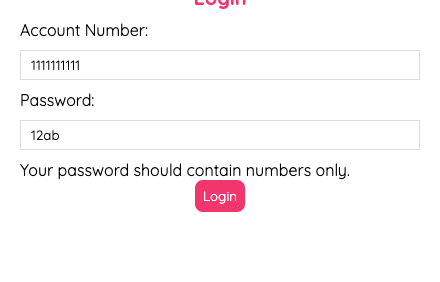 Login
Account Number:
1111111111
Password:
12ab
Your password should contain numbers only.
Login